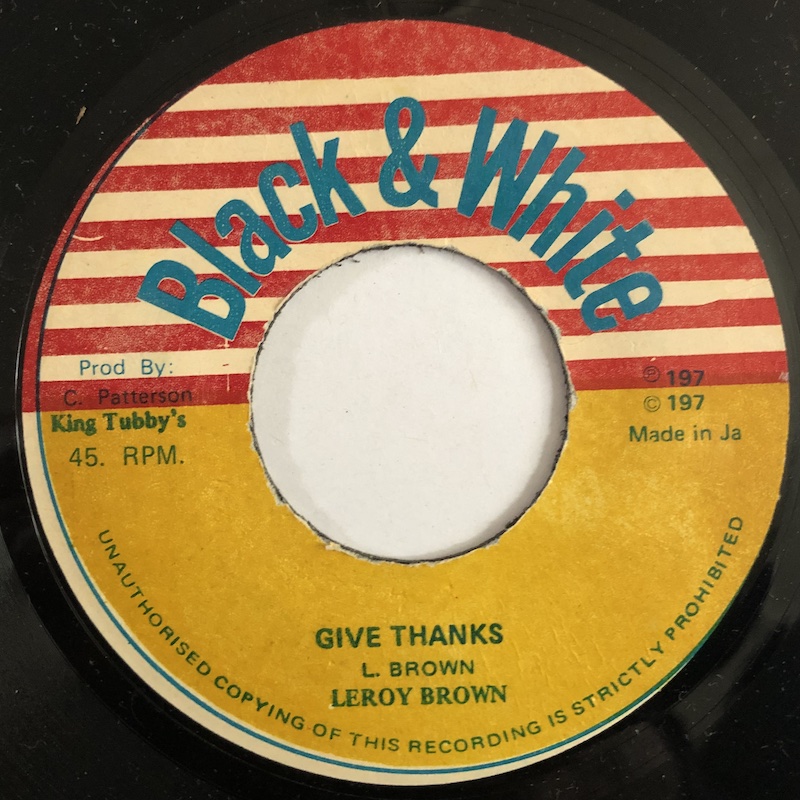 Black & White
Prod By:
C. Patterson
King Tubby's
45. RPM.
℗ 197
© 197
Made in Ja
GIVE THANKS
L. BROWN
LEROY BROWN
UNAUTHORISED COPYING OF THIS RECORDING IS STRICTLY PROHIBITED